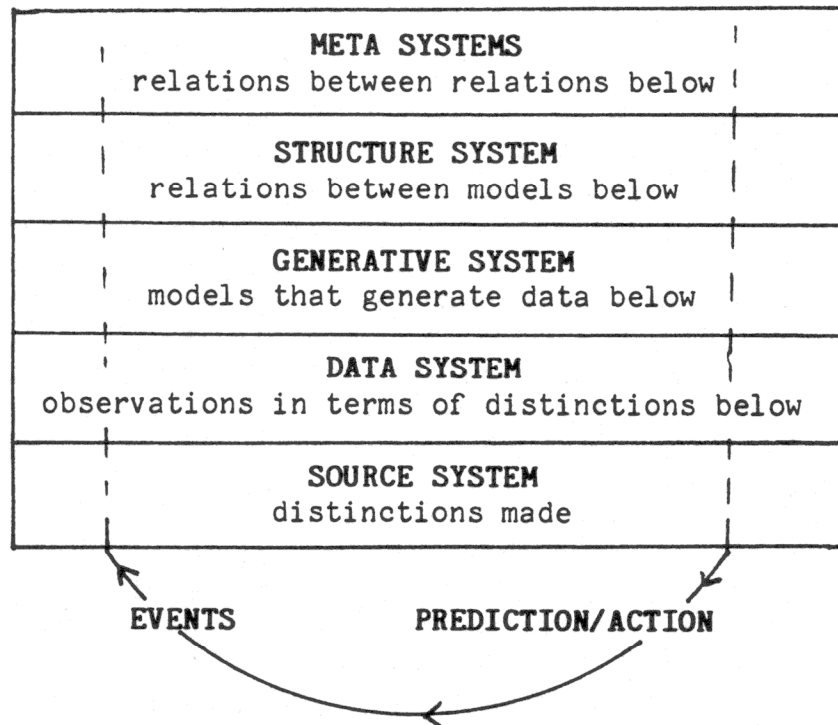 META SYSTEMS
relations between relations below
STRUCTURE SYSTEM
relations between models below
GENERATIVE SYSTEM
models that generate data below
DATA SYSTEM
observations in terms of distinctions below
SOURCE SYSTEM
distinctions made
EVENTS
PREDICTION/ACTION